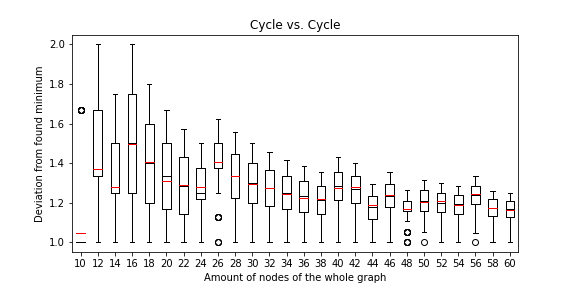 Cycle vs. Cycle
Deviation from found minimum
2.0
1.8
1.6
1.4
1.2
1.0
10 12 14 16 18 20 22 24 26 28 30 32 34 36 38 40 42 44 46 48 50 52 54 56 58 60
Amount of nodes of the whole graph